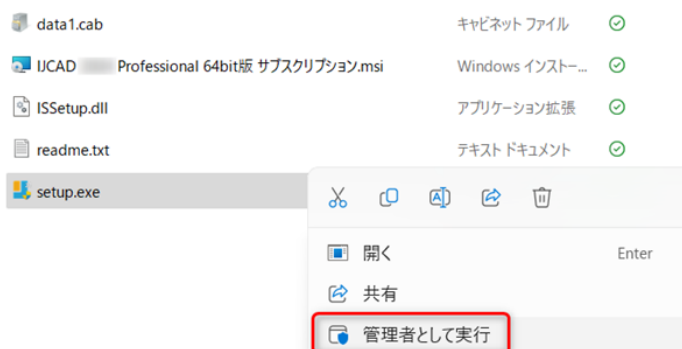 data1.cab キャビネット ファイル
IJCAD Professional 64bit版 サブスクリプション.msi Windows インストー...
ISSetup.dll アプリケーション拡張
readme.txt テキスト ドキュメント
setup.exe
開く Enter
共有
管理者として実行